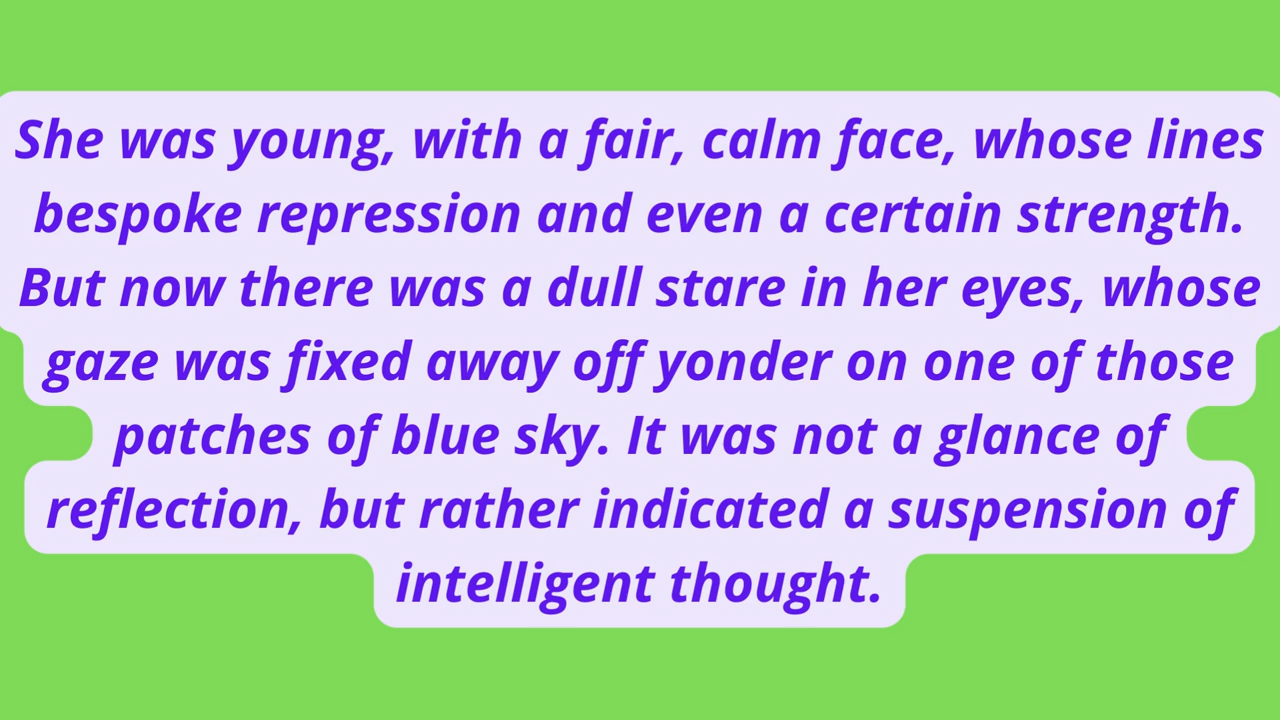 She was young, with a fair, calm face, whose lines
bespoke repression and even a certain strength.
But now there was a dull stare in her eyes, whose
gaze was fixed away off yonder on one of those
patches of blue sky. It was not a glance of
reflection, but rather indicated a suspension of
intelligent thought.